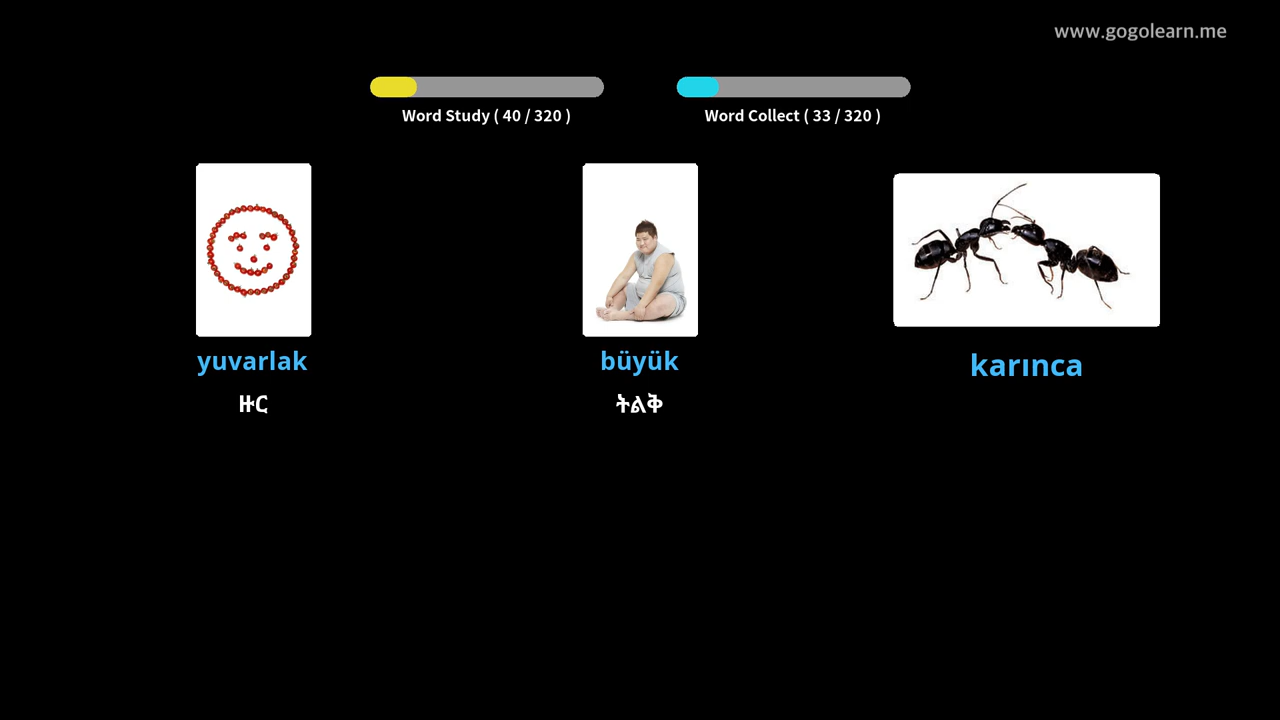 www.gogolearn.me
Word Study ( 40 / 320 )
Word Collect ( 33 / 320 )
yuvarlak
ዙር
büyük
ትልቅ
karınca